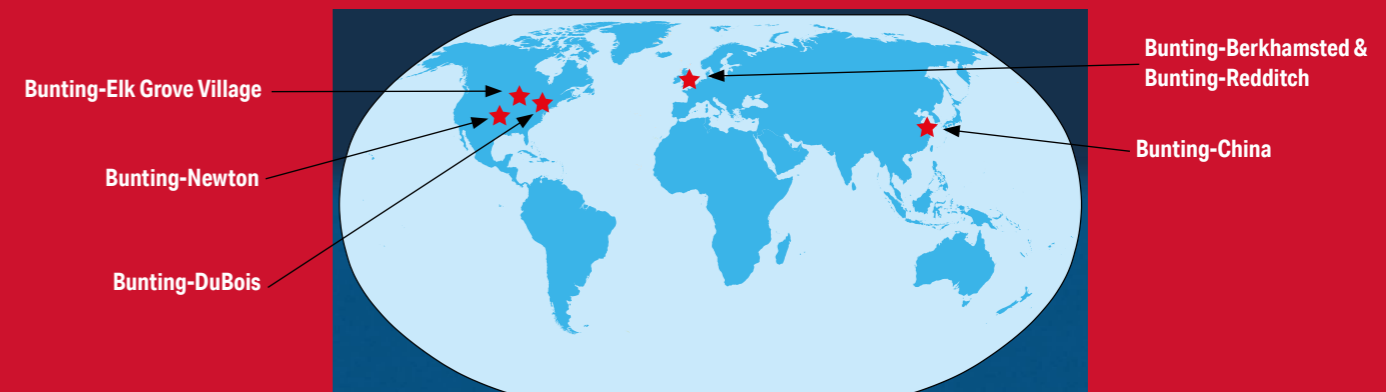 Bunting-Elk Grove Village
Bunting-Newton
Bunting-DuBois
Bunting-Berkhamsted &
Bunting-Redditch
Bunting-China